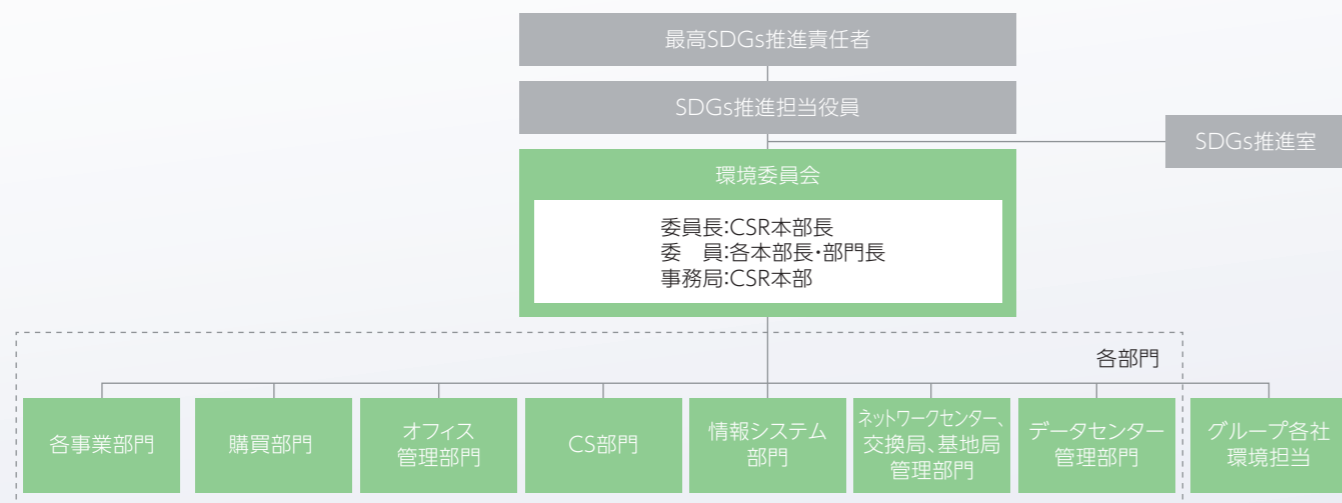 最高SDGs推進責任者
SDGs推進担当役員
SDGs推進室
環境委員会
委員長:CSR本部長
委　員:各本部長・部門長
事務局:CSR本部
各部門
各事業部門
購買部門
オフィス
管理部門
CS部門
情報システム
部門
ネットワークセンター、
交換局、基地局
管理部門
データセンター
管理部門
グループ各社
環境担当